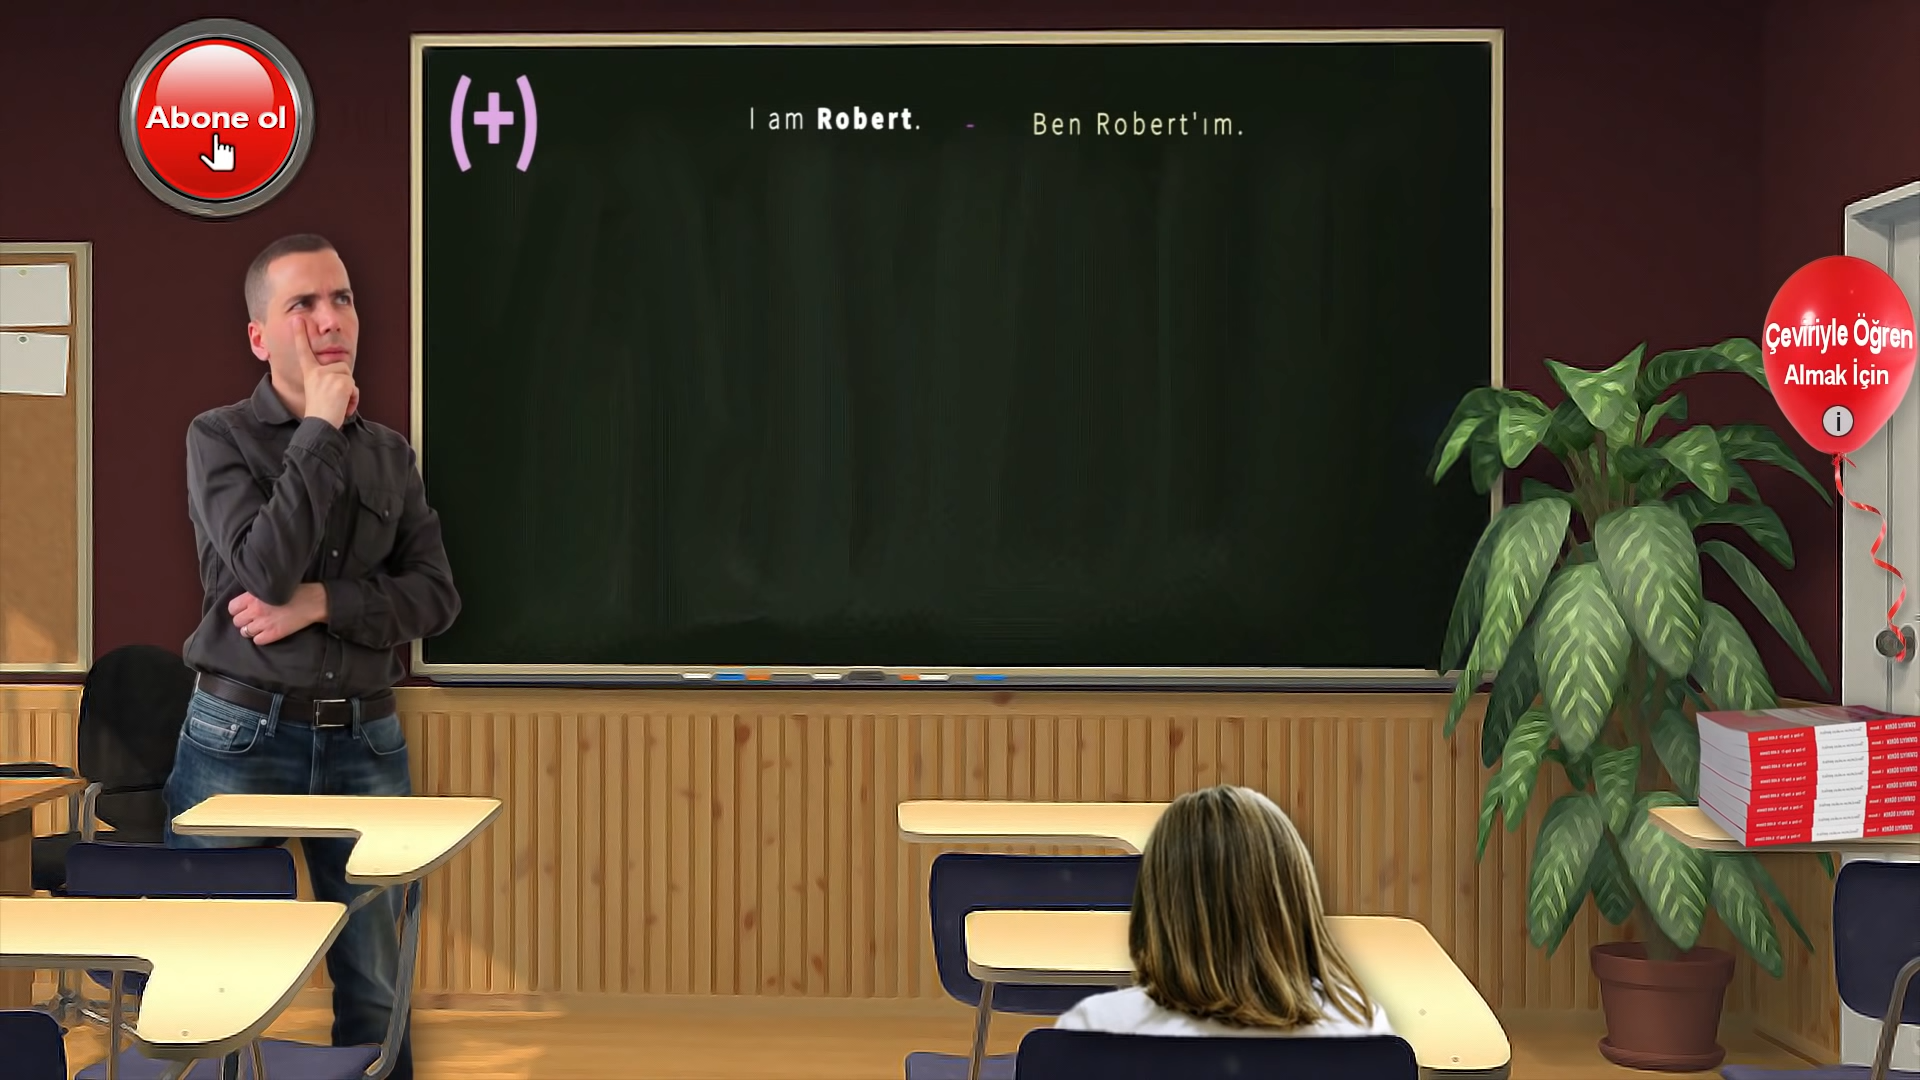 Abone ol
(+)
I am Robert. - Ben Robert'ım.
Çeviriyle Öğren
Almak İçin
i